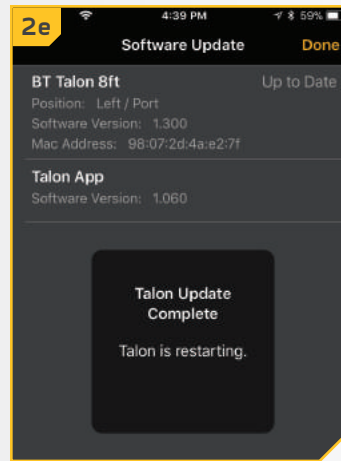 2e
4:39 PM 59%
Software Update Done
BT Talon 8ft Up to Date
Position: Left / Port
Software Version: 1.300
Mac Address: 98:07:2d:4a:e2:7f
Talon App
Software Version: 1.060
Talon Update
Complete
Talon is restarting.